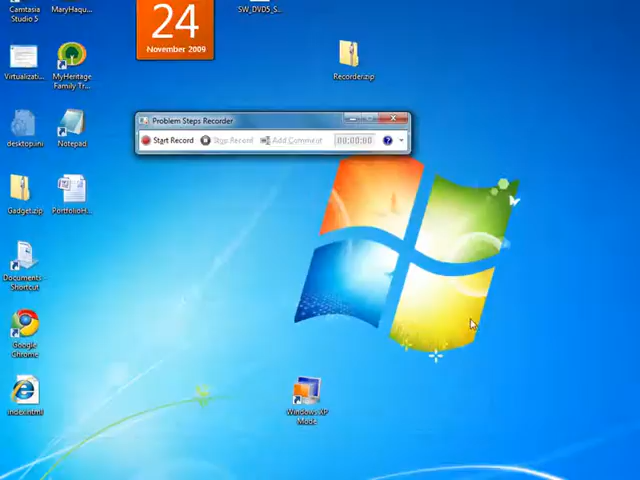 Camtasia
Studio 5
MaryHaqu...
24
November 2009
SW_DVD5_S...
Recorder.zip
Virtualizati...
MyHeritage
Family Tr...
Problem Steps Recorder
Start Record
Stop Record
Add Comment
00:00:00
desktop.ini
Notepad
Gadget.zip
PortfolioH...
Documents -
Shortcut
Google
Chrome
index.html
Windows XP
Mode